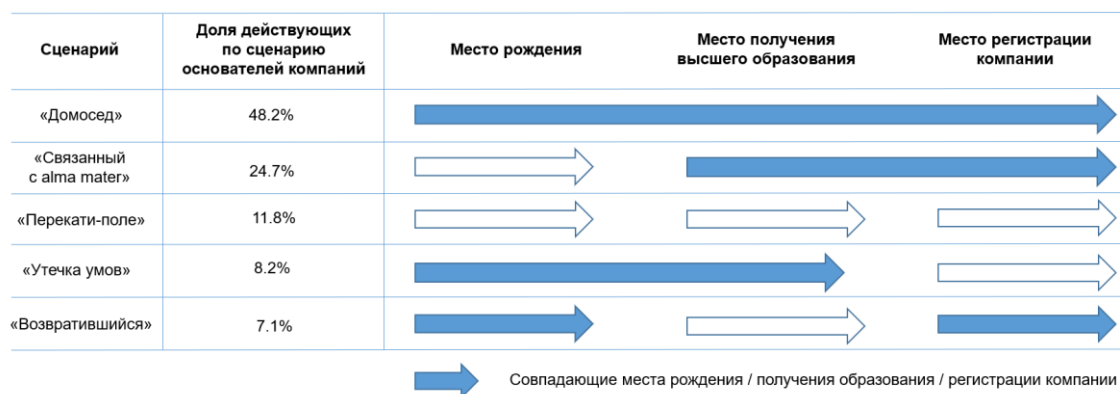 Сценарий
Доля действующих
по сценарию
основателей компаний
Место рождения
Место получения
высшего образования
Место регистрации
компании
«Домосед»
48.2%
«Связанный
с alma mater»
24.7%
«Перекати-поле»
11.8%
«Утечка умов»
8.2%
«Возвратившийся»
7.1%
Совпадающие места рождения / получения образования / регистрации компании